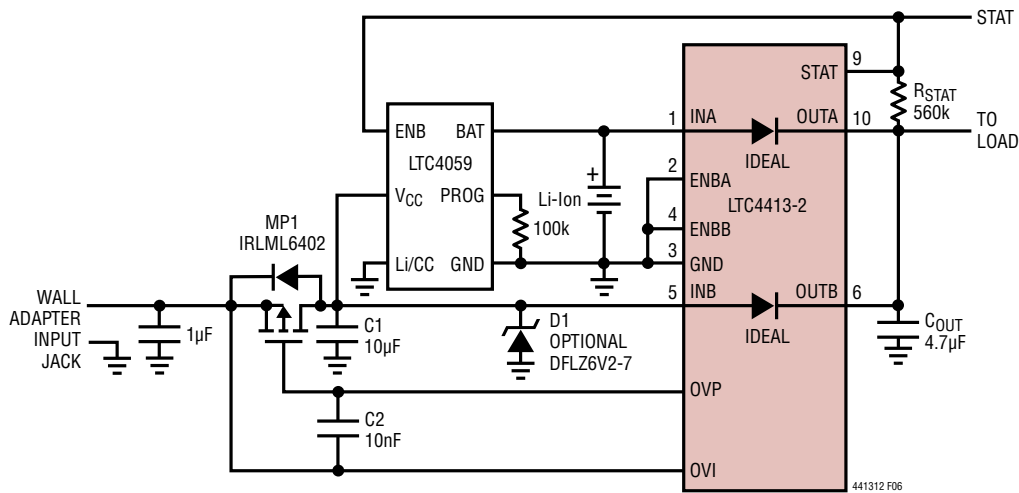 STAT
9
STAT
RSTAT
560k
ENB
BAT
1
INA
OUTA
10
TO
LOAD
LTC4059
IDEAL
2
ENBA
+
Li-Ion
LTC4413-2
VCC
PROG
4
ENBB
100k
MP1
IRLML6402
3
GND
Li/CC
GND
WALL
ADAPTER
INPUT
JACK
5
INB
OUTB
6
1µF
C1
10µF
D1
OPTIONAL
DFLZ6V2-7
IDEAL
COUT
4.7µF
OVP
C2
10nF
OVI
441312 F06